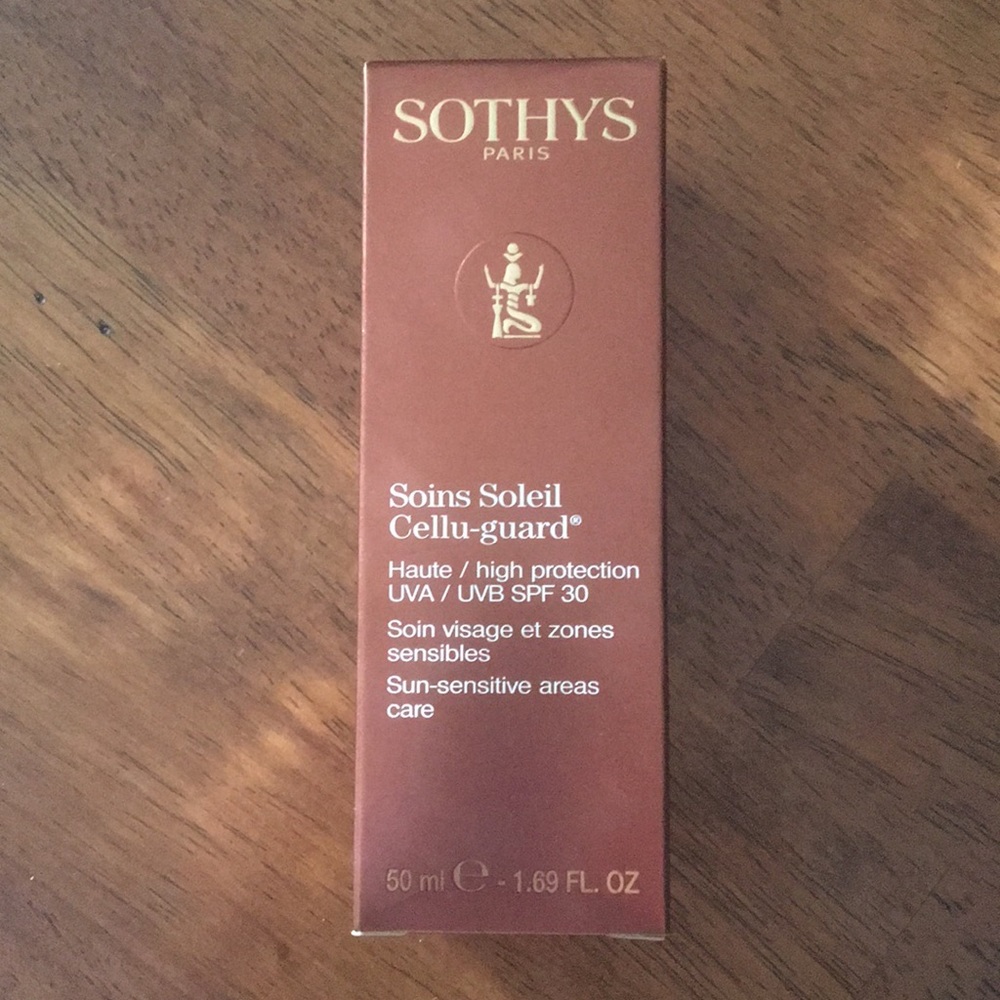 SOTHYS
PARIS
Soins Soleil
Cellu-guard®
Haute / high protection
UVA / UVB SPF 30
Soin visage et zones
sensibles
Sun-sensitive areas
care
50 ml ℮ - 1.69 FL. OZ